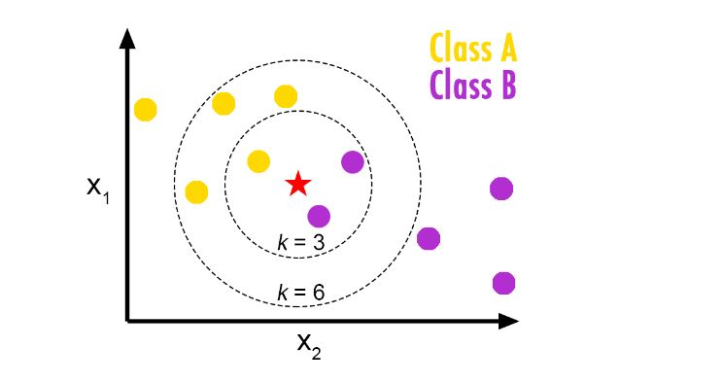 Class A
Class B
x1
k = 3
k = 6
x2